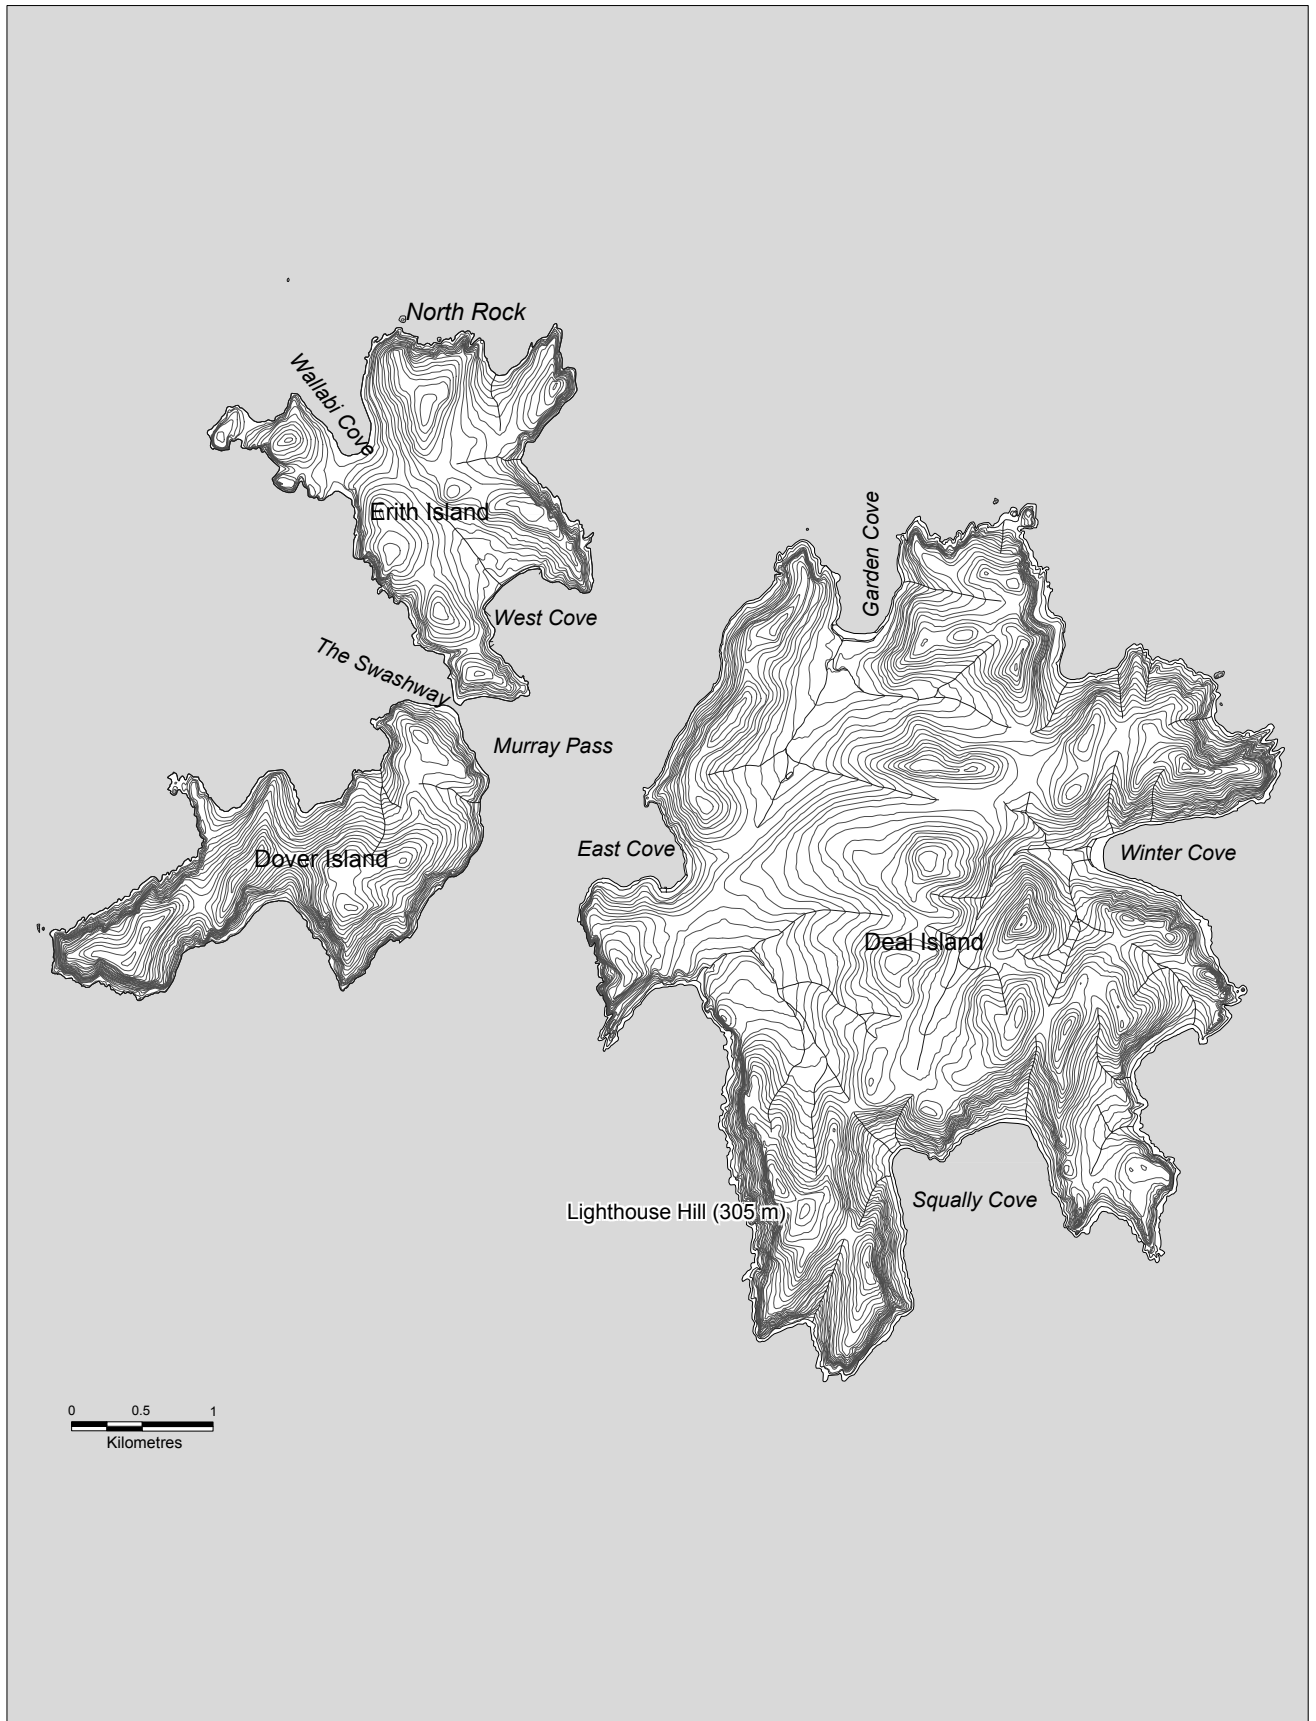 North Rock
Wallabi Cove
Garden Cove
Erith Island
West Cove
The Swashway
Murray Pass
East Cove
Winter Cove
Dover Island
Deal Island
Squally Cove
Lighthouse Hill (305 m)
0 0.5 1
Kilometres